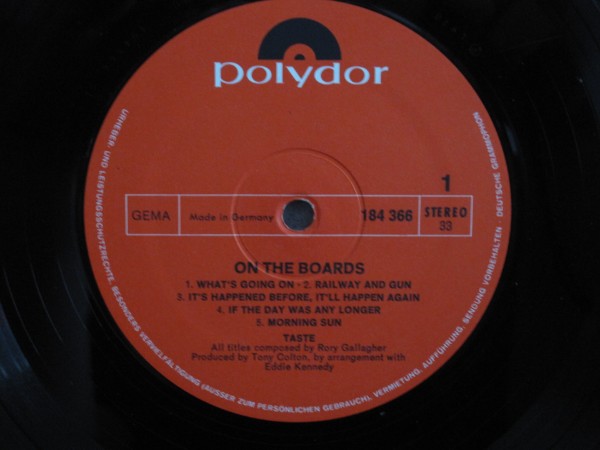 polydor
1
GEMA
Made in Germany
184 366
STEREO
33
ON THE BOARDS
1. WHAT'S GOING ON - 2. RAILWAY AND GUN
3. IT'S HAPPENED BEFORE, IT'LL HAPPEN AGAIN
4. IF THE DAY WAS ANY LONGER
5. MORNING SUN
TASTE
All titles composed by Rory Gallagher
Produced by Tony Colton, by arrangement with
Eddie Kennedy
URHEBER- UND LEISTUNGSSCHUTZRECHTE, BESONDERS VERVIELFÄLTIGUNG (AUSSER ZUM PERSÖNLICHEN GEBRAUCH), VERMIETUNG, AUFFÜHRUNG, SENDUNG VORBEHALTEN · DEUTSCHE GRAMMOPHON